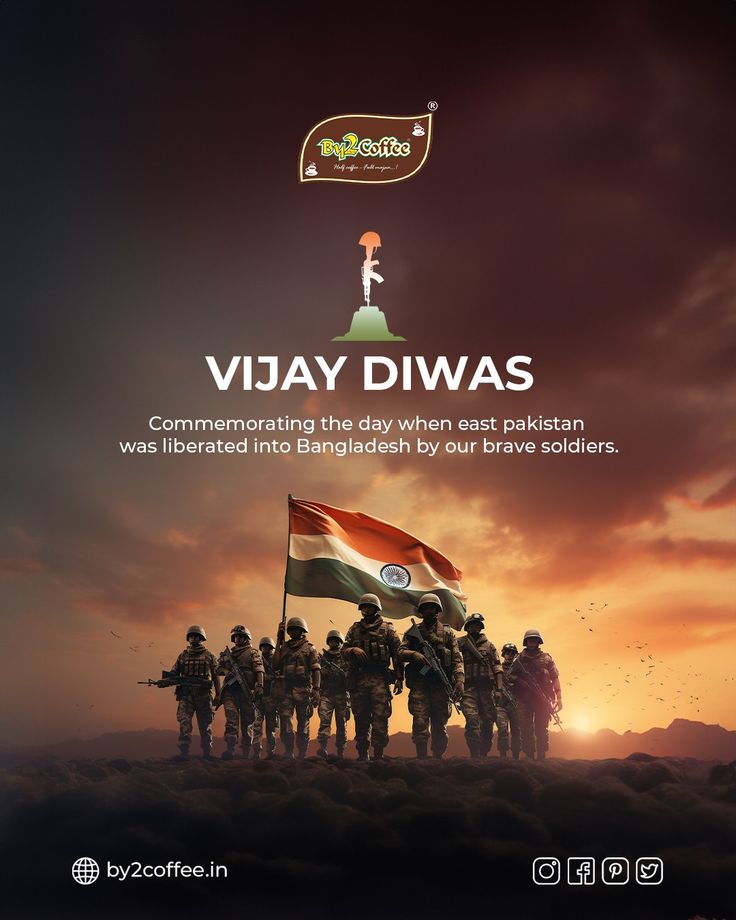 ®
By2Coffee
Half coffee - Full majaa...!
VIJAY DIWAS
Commemorating the day when east pakistan
was liberated into Bangladesh by our brave soldiers.
by2coffee.in